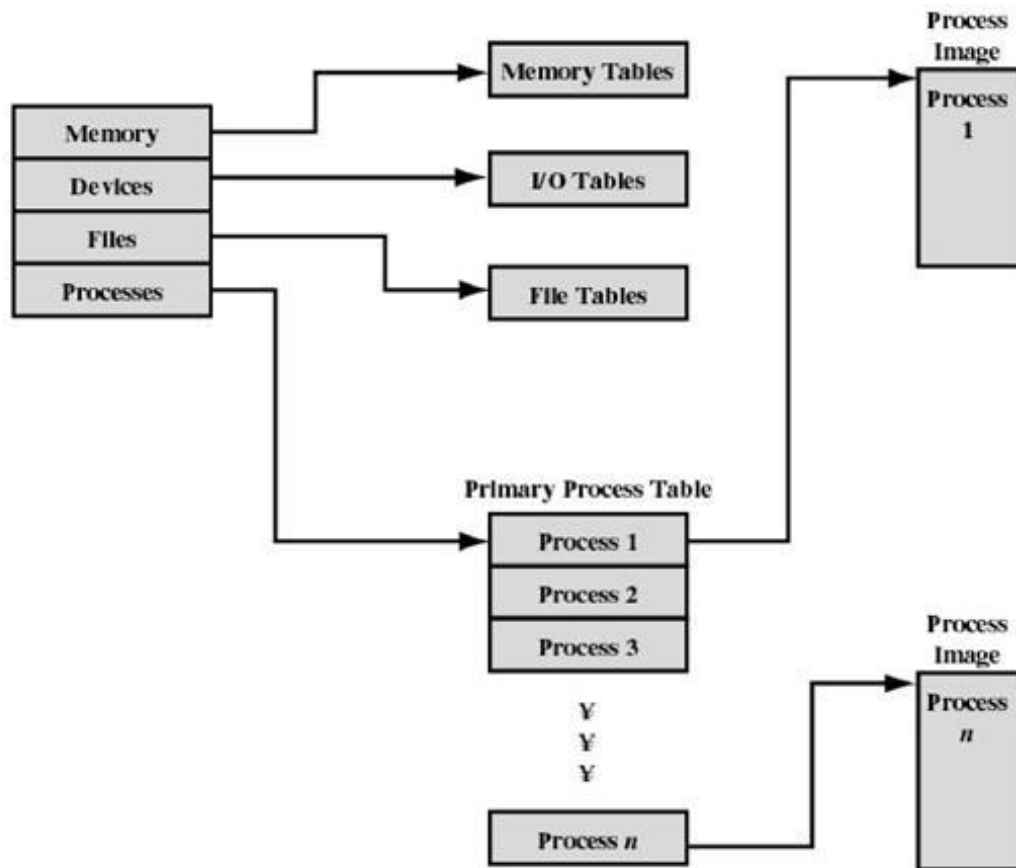 Memory
Devices
Files
Processes
Memory Tables
I/O Tables
File Tables
Primary Process Table
Process 1
Process 2
Process 3
¥
¥
¥
Process n
Process
Image
Process
1
Process
Image
Process
n